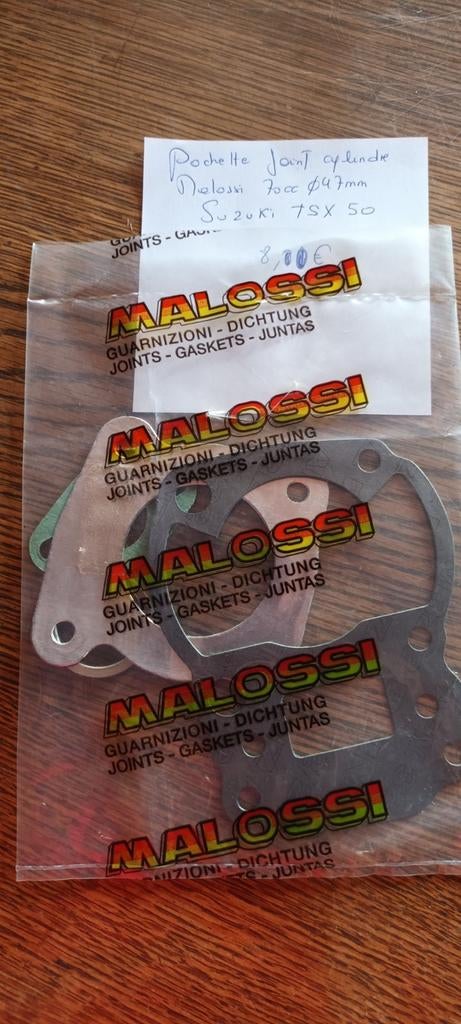 Pochette Joint cylindre
Malossi 70cc Ø47mm
Suzuki TSX 50
8,00€
JOINTS - GASKETS
MALOSSI
GUARNIZIONI - DICHTUNG
JOINTS - GASKETS - JUNTAS
MALOSSI
GUARNIZIONI - DICHTUNG
JOINTS - GASKETS - JUNTAS
MALOSSI
GUARNIZIONI - DICHTUNG
JOINTS - GASKETS - JUNTAS
MALOSSI
GUARNIZIONI - DICHTUNG
JOINTS - GASKETS - JUNTAS
MALOSSI
DICHTUNG
JUNTAS